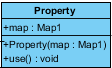 Property
+map : Map1
+Property(map : Map1)
+use() : void